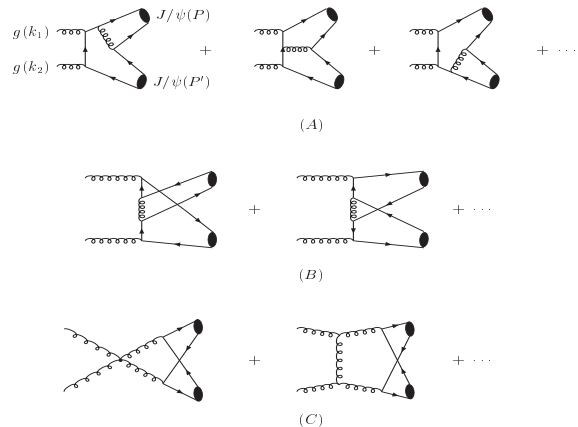 g(k₁) J/ψ(P)
+ + + · · ·
g(k₂) J/ψ(P′)
(A)
+ + · · ·
(B)
+ + · · ·
(C)